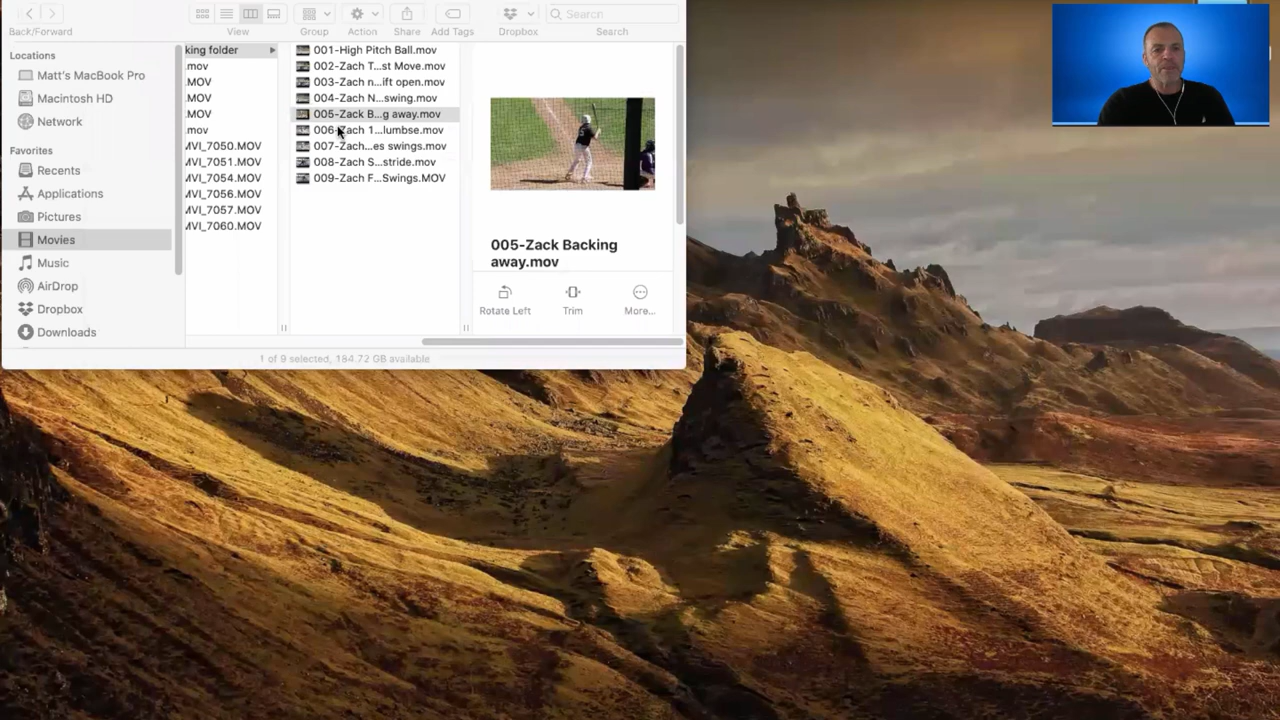 Back/Forward
View
Group
Action
Share
Add Tags
Dropbox
Search
Search
Locations
Matt's MacBook Pro
Macintosh HD
Network
Favorites
Recents
Applications
Pictures
Movies
Music
AirDrop
Dropbox
Downloads
king folder
.mov
.MOV
.MOV
.MOV
.mov
MVI_7050.MOV
MVI_7051.MOV
MVI_7054.MOV
MVI_7056.MOV
MVI_7057.MOV
MVI_7060.MOV
001-High Pitch Ball.mov
002-Zach T...st Move.mov
003-Zach n...ift open.mov
004-Zach N...swing.mov
005-Zack B...g away.mov
006-Zach 1...lumbse.mov
007-Zach...es swings.mov
008-Zach S...stride.mov
009-Zach F...Swings.MOV
005-Zack Backing
away.mov
Rotate Left
Trim
More...
1 of 9 selected, 184.72 GB available